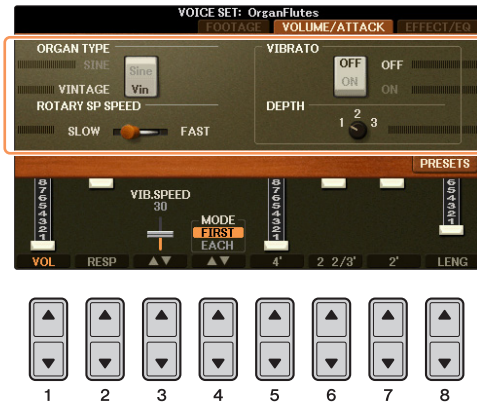 VOICE SET: OrganFlutes
FOOTAGE VOLUME/ATTACK EFFECT/EQ
ORGAN TYPE
SINE
Sine
VINTAGE
Vin
ROTARY SP SPEED
SLOW FAST
VIBRATO
OFF OFF
ON ON
DEPTH
1 2 3
PRESETS
8
7
6
5
4
3
2
1
VIB.SPEED
30
MODE
FIRST
EACH
8
7
6
5
4
3
2
1
6
5
4
3
2
1
VOL RESP ▲▼ ▲▼ 4' 2 2/3' 2' LENG
1 2 3 4 5 6 7 8